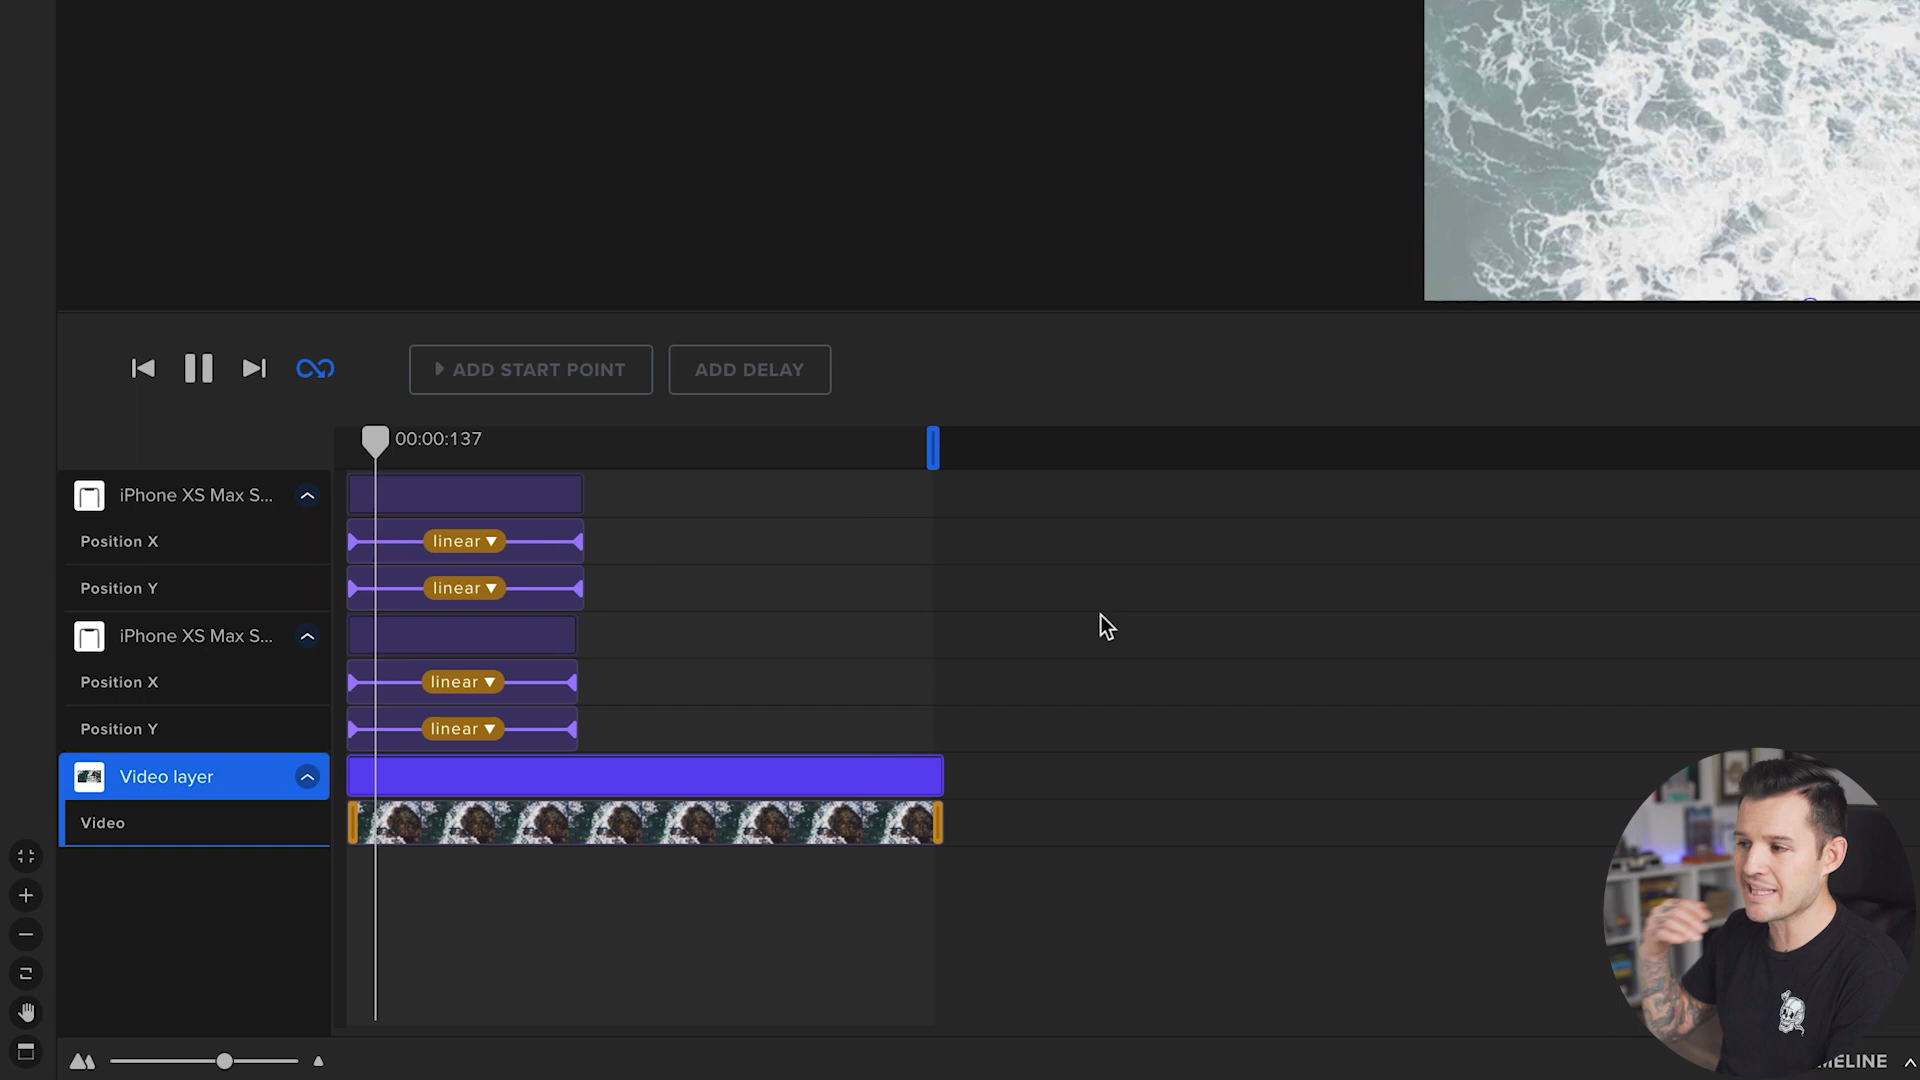 ADD START POINT
ADD DELAY
00:00:137
iPhone XS Max S...
Position X
linear
Position Y
linear
iPhone XS Max S...
Position X
linear
Position Y
linear
Video layer
Video
MELINE